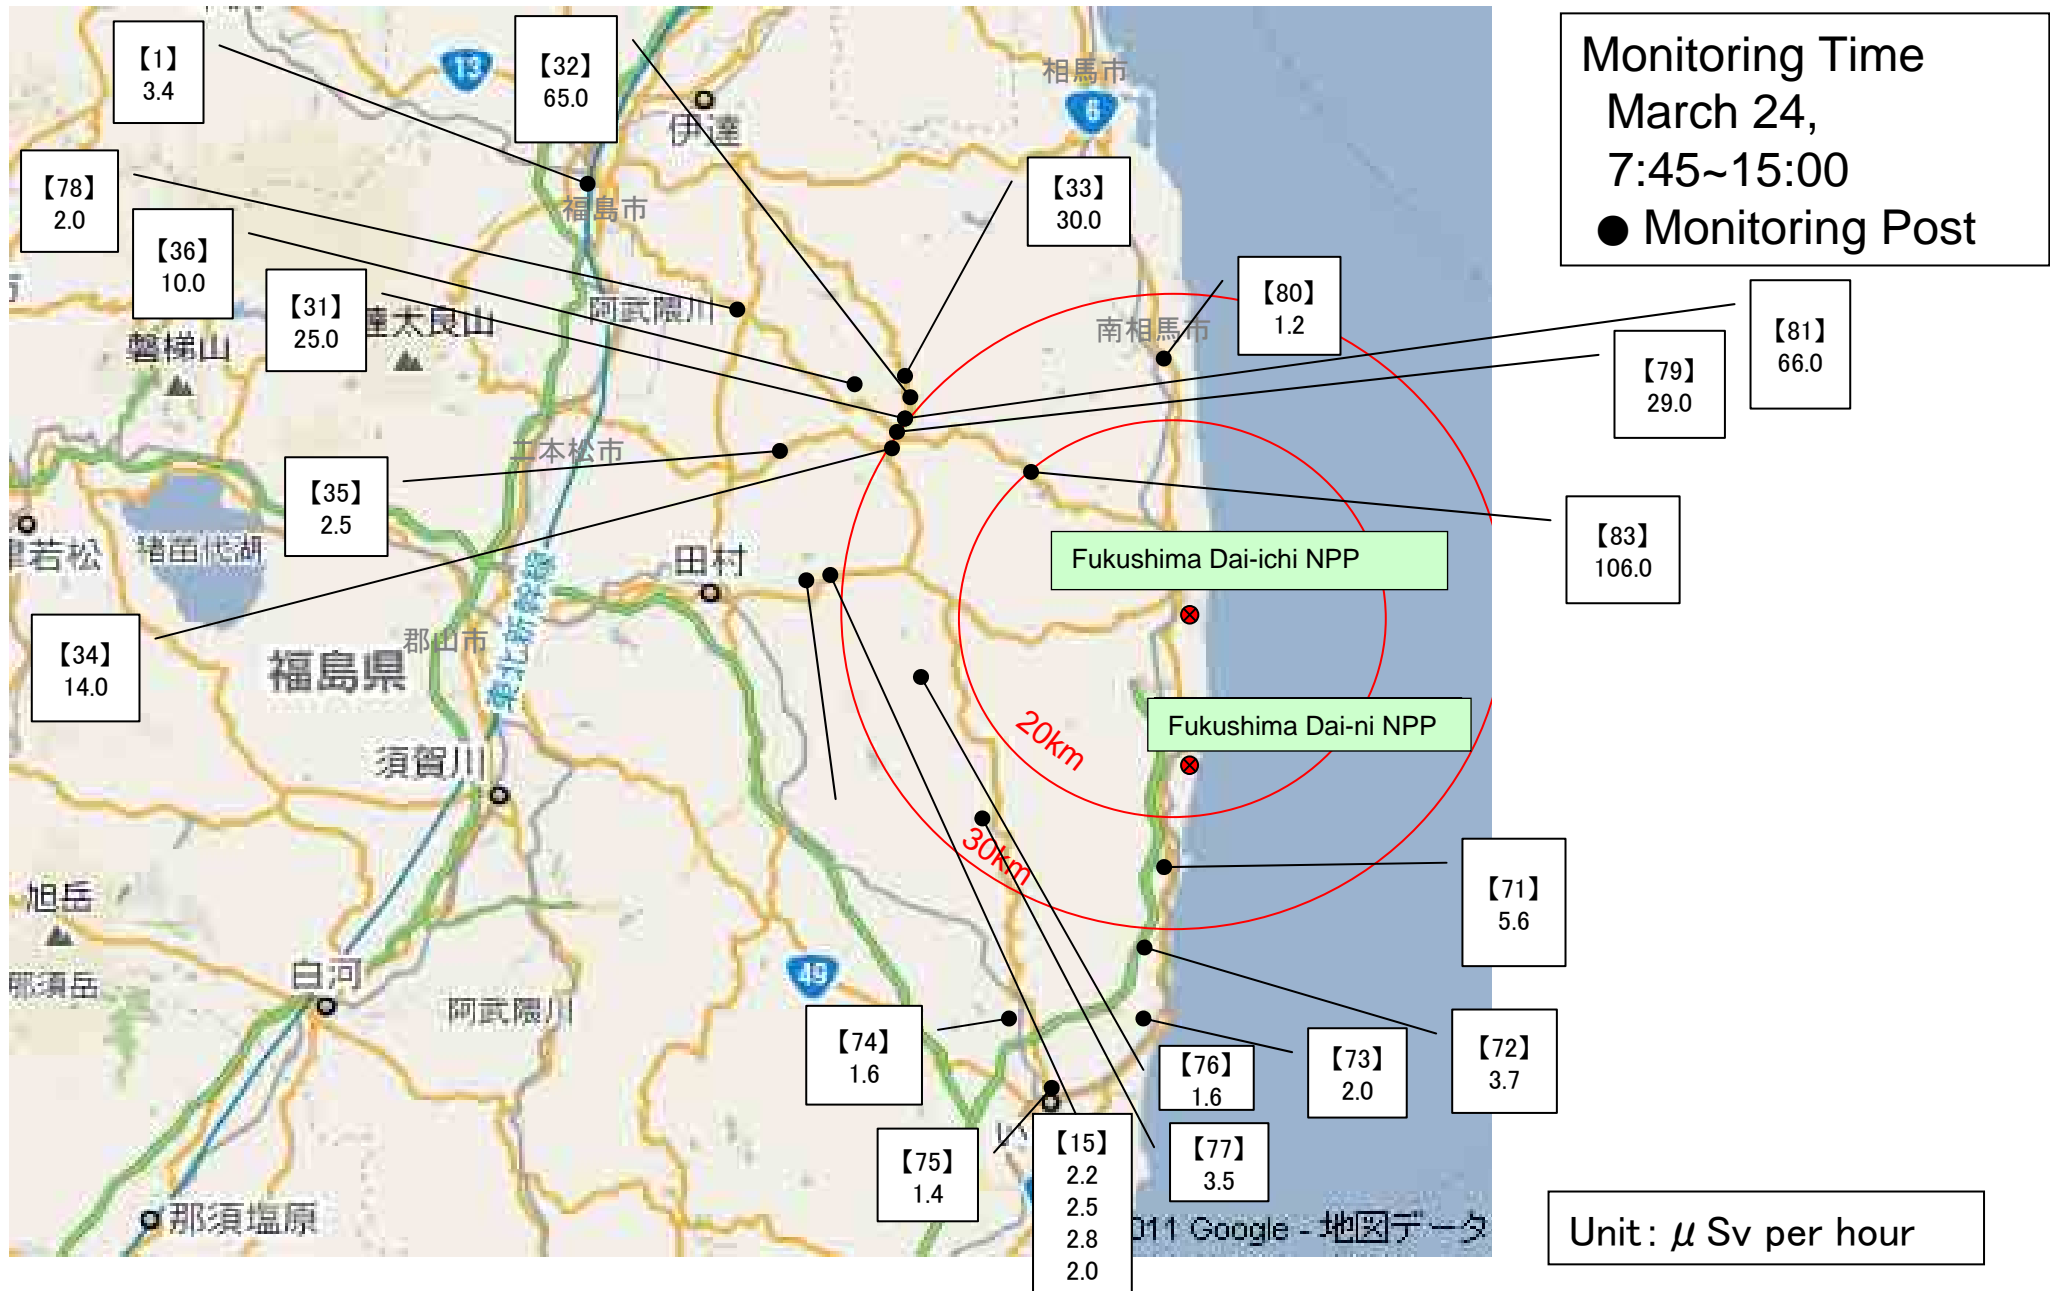 Monitoring Time
March 24,
7:45~15:00
● Monitoring Post
【1】
3.4
【32】
65.0
【78】
2.0
【36】
10.0
【31】
25.0
【33】
30.0
【80】
1.2
【81】
66.0
【79】
29.0
【35】
2.5
【83】
106.0
【34】
14.0
【71】
5.6
【72】
3.7
【73】
2.0
【74】
1.6
【76】
1.6
【75】
1.4
【77】
3.5
【15】
2.2
2.5
2.8
2.0
Fukushima Dai-ichi NPP
Fukushima Dai-ni NPP
20km
30km
13
6
49
相馬市
伊達
福島市
阿武隈川
南相馬市
達太良山
磐梯山
二本松市
若松
猪苗代湖
田村
郡山市
福島県
東北新幹線
須賀川
旭岳
那須岳
白河
阿武隈川
那須塩原
い
011 Google - 地図データ
Unit: μ Sv per hour